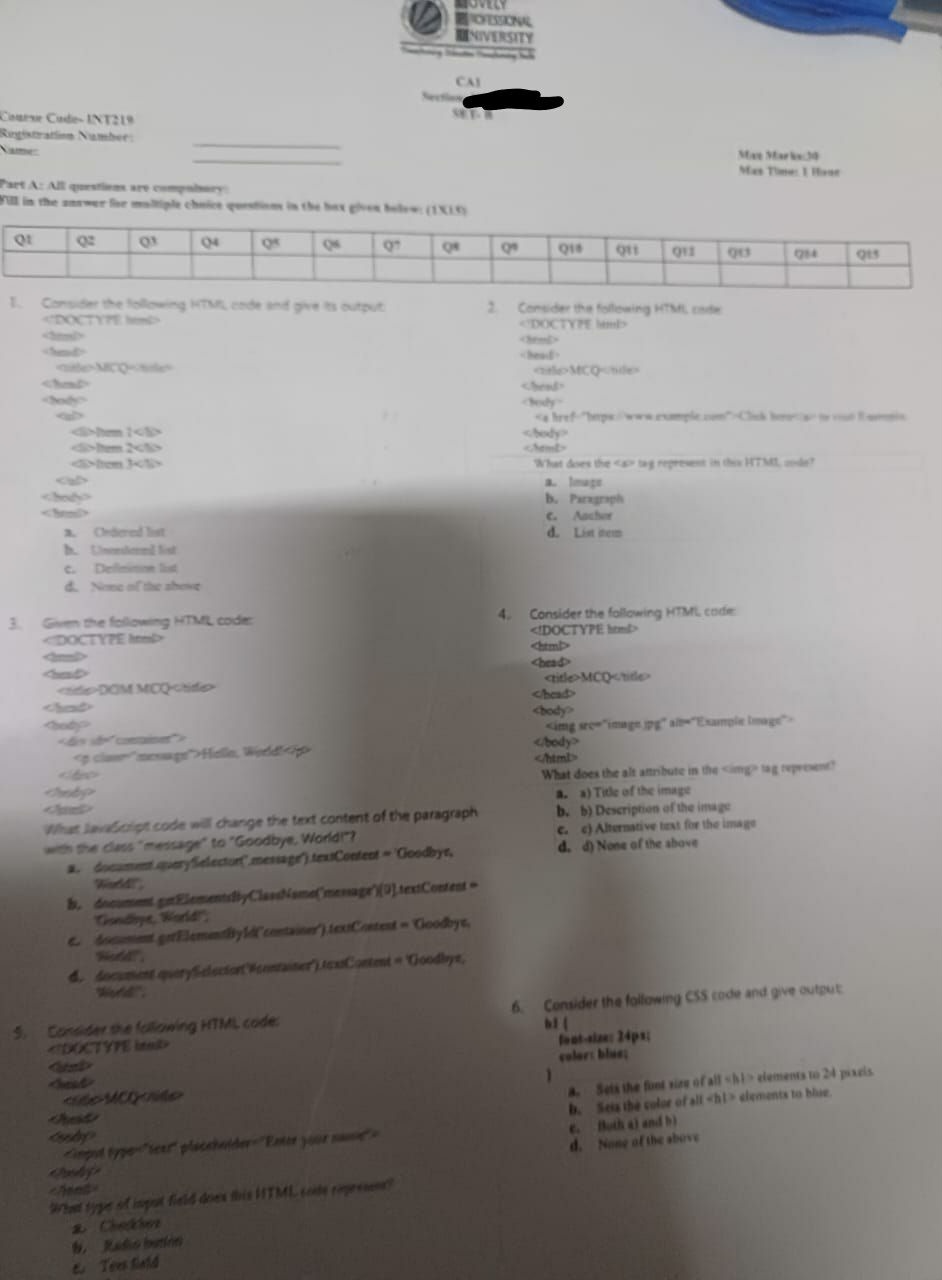 OVELY
ROFESSIONAL
UNIVERSITY
CA1
Section
SET- B
Course Code- INT219
Registration Number:
Name:
Max Marks:30
Max Time: 1 Hour
Part A: All questions are compulsory:
Fill in the answer for multiple choice questions in the box given below: (1X15)
Q1 Q2 Q3 Q4 Q5 Q6 Q7 Q8 Q9 Q10 Q11 Q12 Q13 Q14 Q15
1. Consider the following HTML code and give its output:
<!DOCTYPE html>
<html>
<head>
<title>MCQ</title>
</head>
<body>
<ul>
<li>Item 1</li>
<li>Item 2</li>
<li>Item 3</li>
</ul>
</body>
</html>
a. Ordered list
b. Unordered list
c. Definition list
d. None of the above
2. Consider the following HTML code:
<!DOCTYPE html>
<html>
<head>
<title>MCQ</title>
</head>
<body>
<a href="https://www.example.com">Click here</a> to visit Example.
</body>
</html>
What does the <a> tag represent in this HTML code?
a. Image
b. Paragraph
c. Anchor
d. List item
3. Given the following HTML code:
<!DOCTYPE html>
<html>
<head>
<title>DOM MCQ</title>
</head>
<body>
<div id="container">
<p class="message">Hello, World!</p>
</div>
</body>
</html>
What JavaScript code will change the text content of the paragraph
with the class "message" to "Goodbye, World!"?
a. document.querySelector('.message').textContent = 'Goodbye,
World!';
b. document.getElementsByClassName('message')[0].textContent =
'Goodbye, World!';
c. document.getElementById('container').textContent = 'Goodbye,
World!';
d. document.querySelector('#container').textContent = 'Goodbye,
World!';
4. Consider the following HTML code:
<!DOCTYPE html>
<html>
<head>
<title>MCQ</title>
</head>
<body>
<img src="image.jpg" alt="Example Image">
</body>
</html>
What does the alt attribute in the <img> tag represent?
a. a) Title of the image
b. b) Description of the image
c. c) Alternative text for the image
d. d) None of the above
5. Consider the following HTML code:
<!DOCTYPE html>
<html>
<head>
<title>MCQ</title>
</head>
<body>
<input type="text" placeholder="Enter your name">
</body>
</html>
What type of input field does this HTML code represent?
a. Checkbox
b. Radio button
c. Text field
6. Consider the following CSS code and give output:
h1 {
font-size: 24px;
color: blue;
}
a. Sets the font size of all <h1> elements to 24 pixels.
b. Sets the color of all <h1> elements to blue.
c. Both a) and b)
d. None of the above